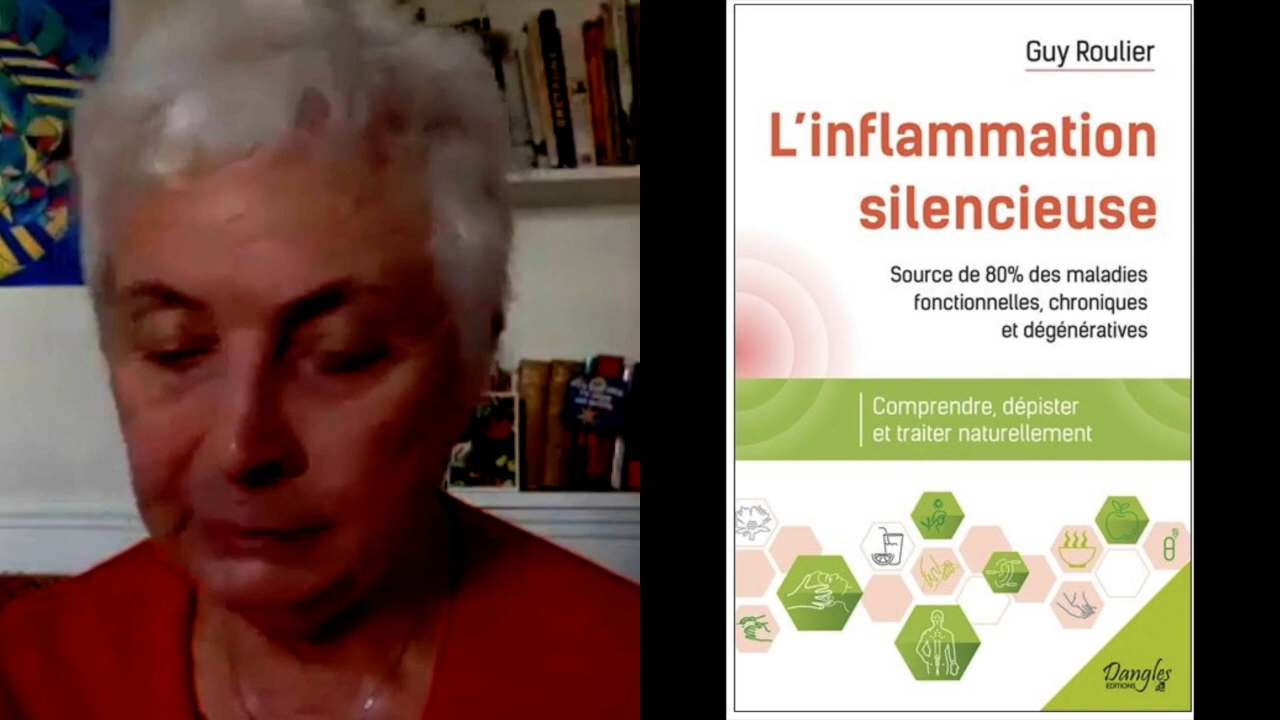 BRETAGNE
Guy Roulier
L'inflammation
silencieuse
Source de 80% des maladies
fonctionnelles, chroniques
et dégénératives
Comprendre, dépister
et traiter naturellement
Dangles
EDITIONS